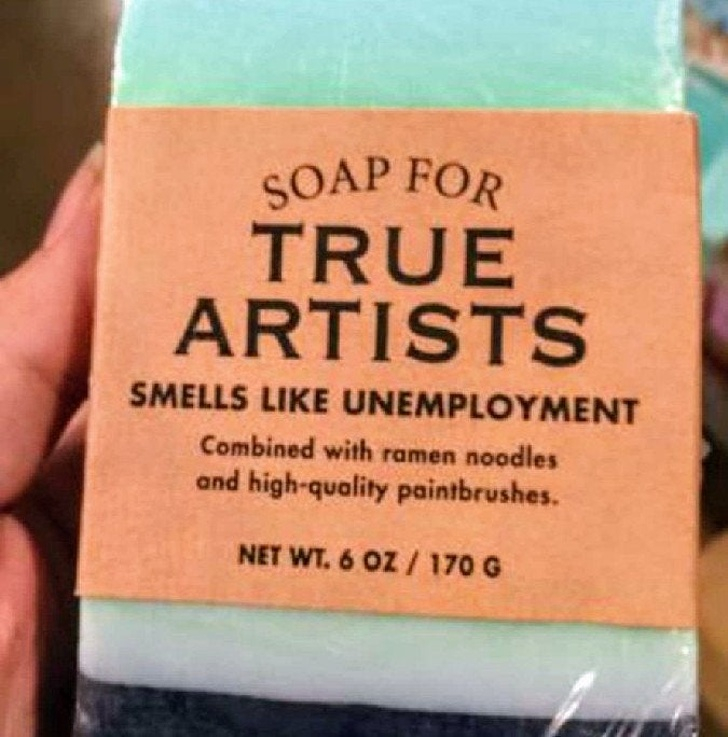 SOAP FOR
TRUE
ARTISTS
SMELLS LIKE UNEMPLOYMENT
Combined with ramen noodles
and high-quality paintbrushes.
NET WT. 6 OZ / 170 G